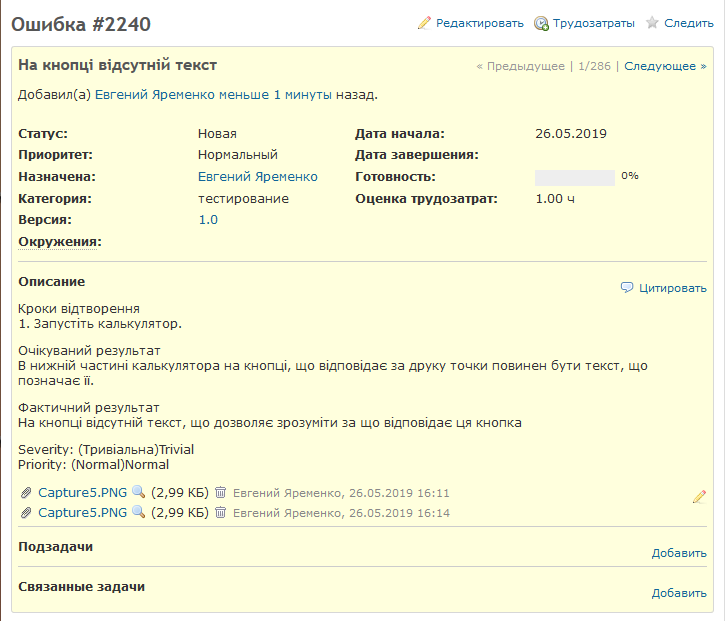 Ошибка #2240
Редактировать Трудозатраты Следить
На кнопці відсутній текст
« Предыдущее | 1/286 | Следующее »
Добавил(а) Евгений Яременко меньше 1 минуты назад.
Статус: Новая Дата начала: 26.05.2019
Приоритет: Нормальный Дата завершения:
Назначена: Евгений Яременко Готовность: 0%
Категория: тестирование Оценка трудозатрат: 1.00 ч
Версия: 1.0
Окружения:
Описание
Цитировать
Кроки відтворення
1. Запустіть калькулятор.
Очікуваний результат
В нижній частині калькулятора на кнопці, що відповідає за друку точки повинен бути текст, що
позначає її.
Фактичний результат
На кнопці відсутній текст, що дозволяє зрозуміти за що відповідає ця кнопка
Severity: (Тривіальна)Trivial
Priority: (Normal)Normal
Capture5.PNG (2,99 КБ) Евгений Яременко, 26.05.2019 16:11
Capture5.PNG (2,99 КБ) Евгений Яременко, 26.05.2019 16:14
Подзадачи
Добавить
Связанные задачи
Добавить